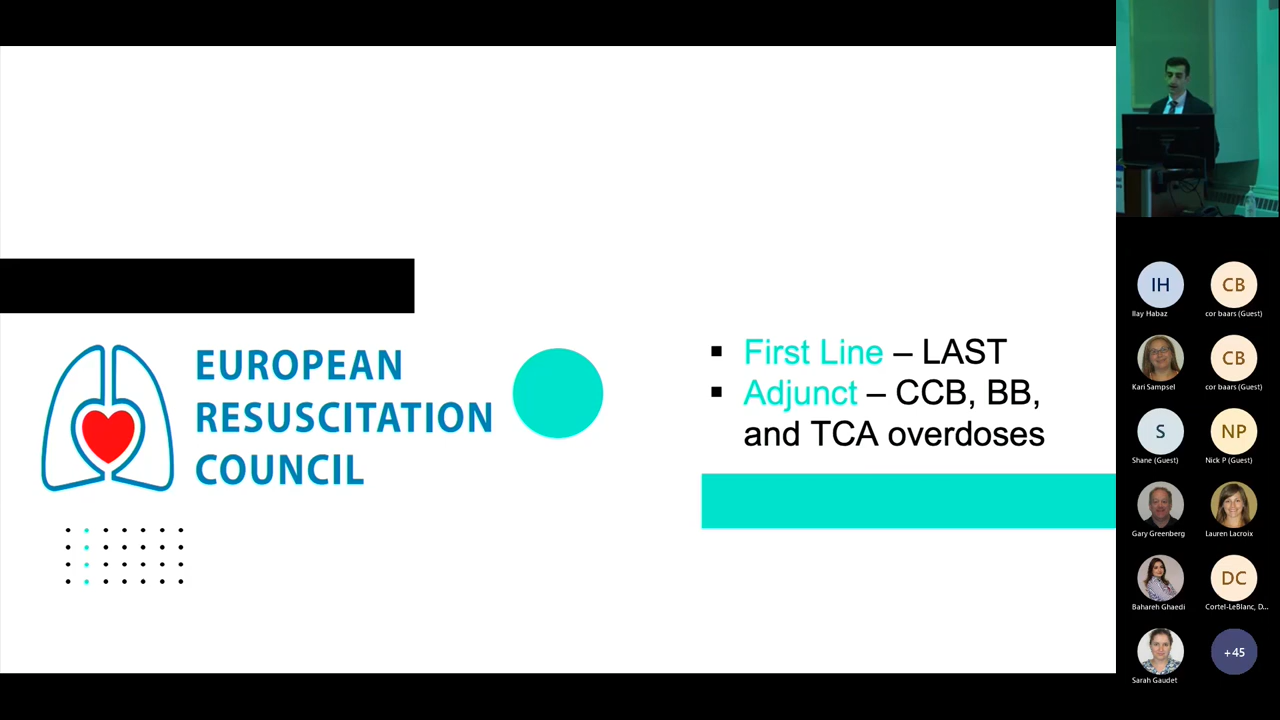 EUROPEAN
RESUSCITATION
COUNCIL
▪ First Line – LAST
▪ Adjunct – CCB, BB,
and TCA overdoses
IH
CB
Ilay Habaz
cor baars (Guest)
CB
Kari Sampsel
cor baars (Guest)
S
NP
Shane (Guest)
Nick P (Guest)
Gary Greenberg
Lauren Lacroix
DC
Bahareh Ghaedi
Cortel-LeBlanc, D...
+45
Sarah Gaudet